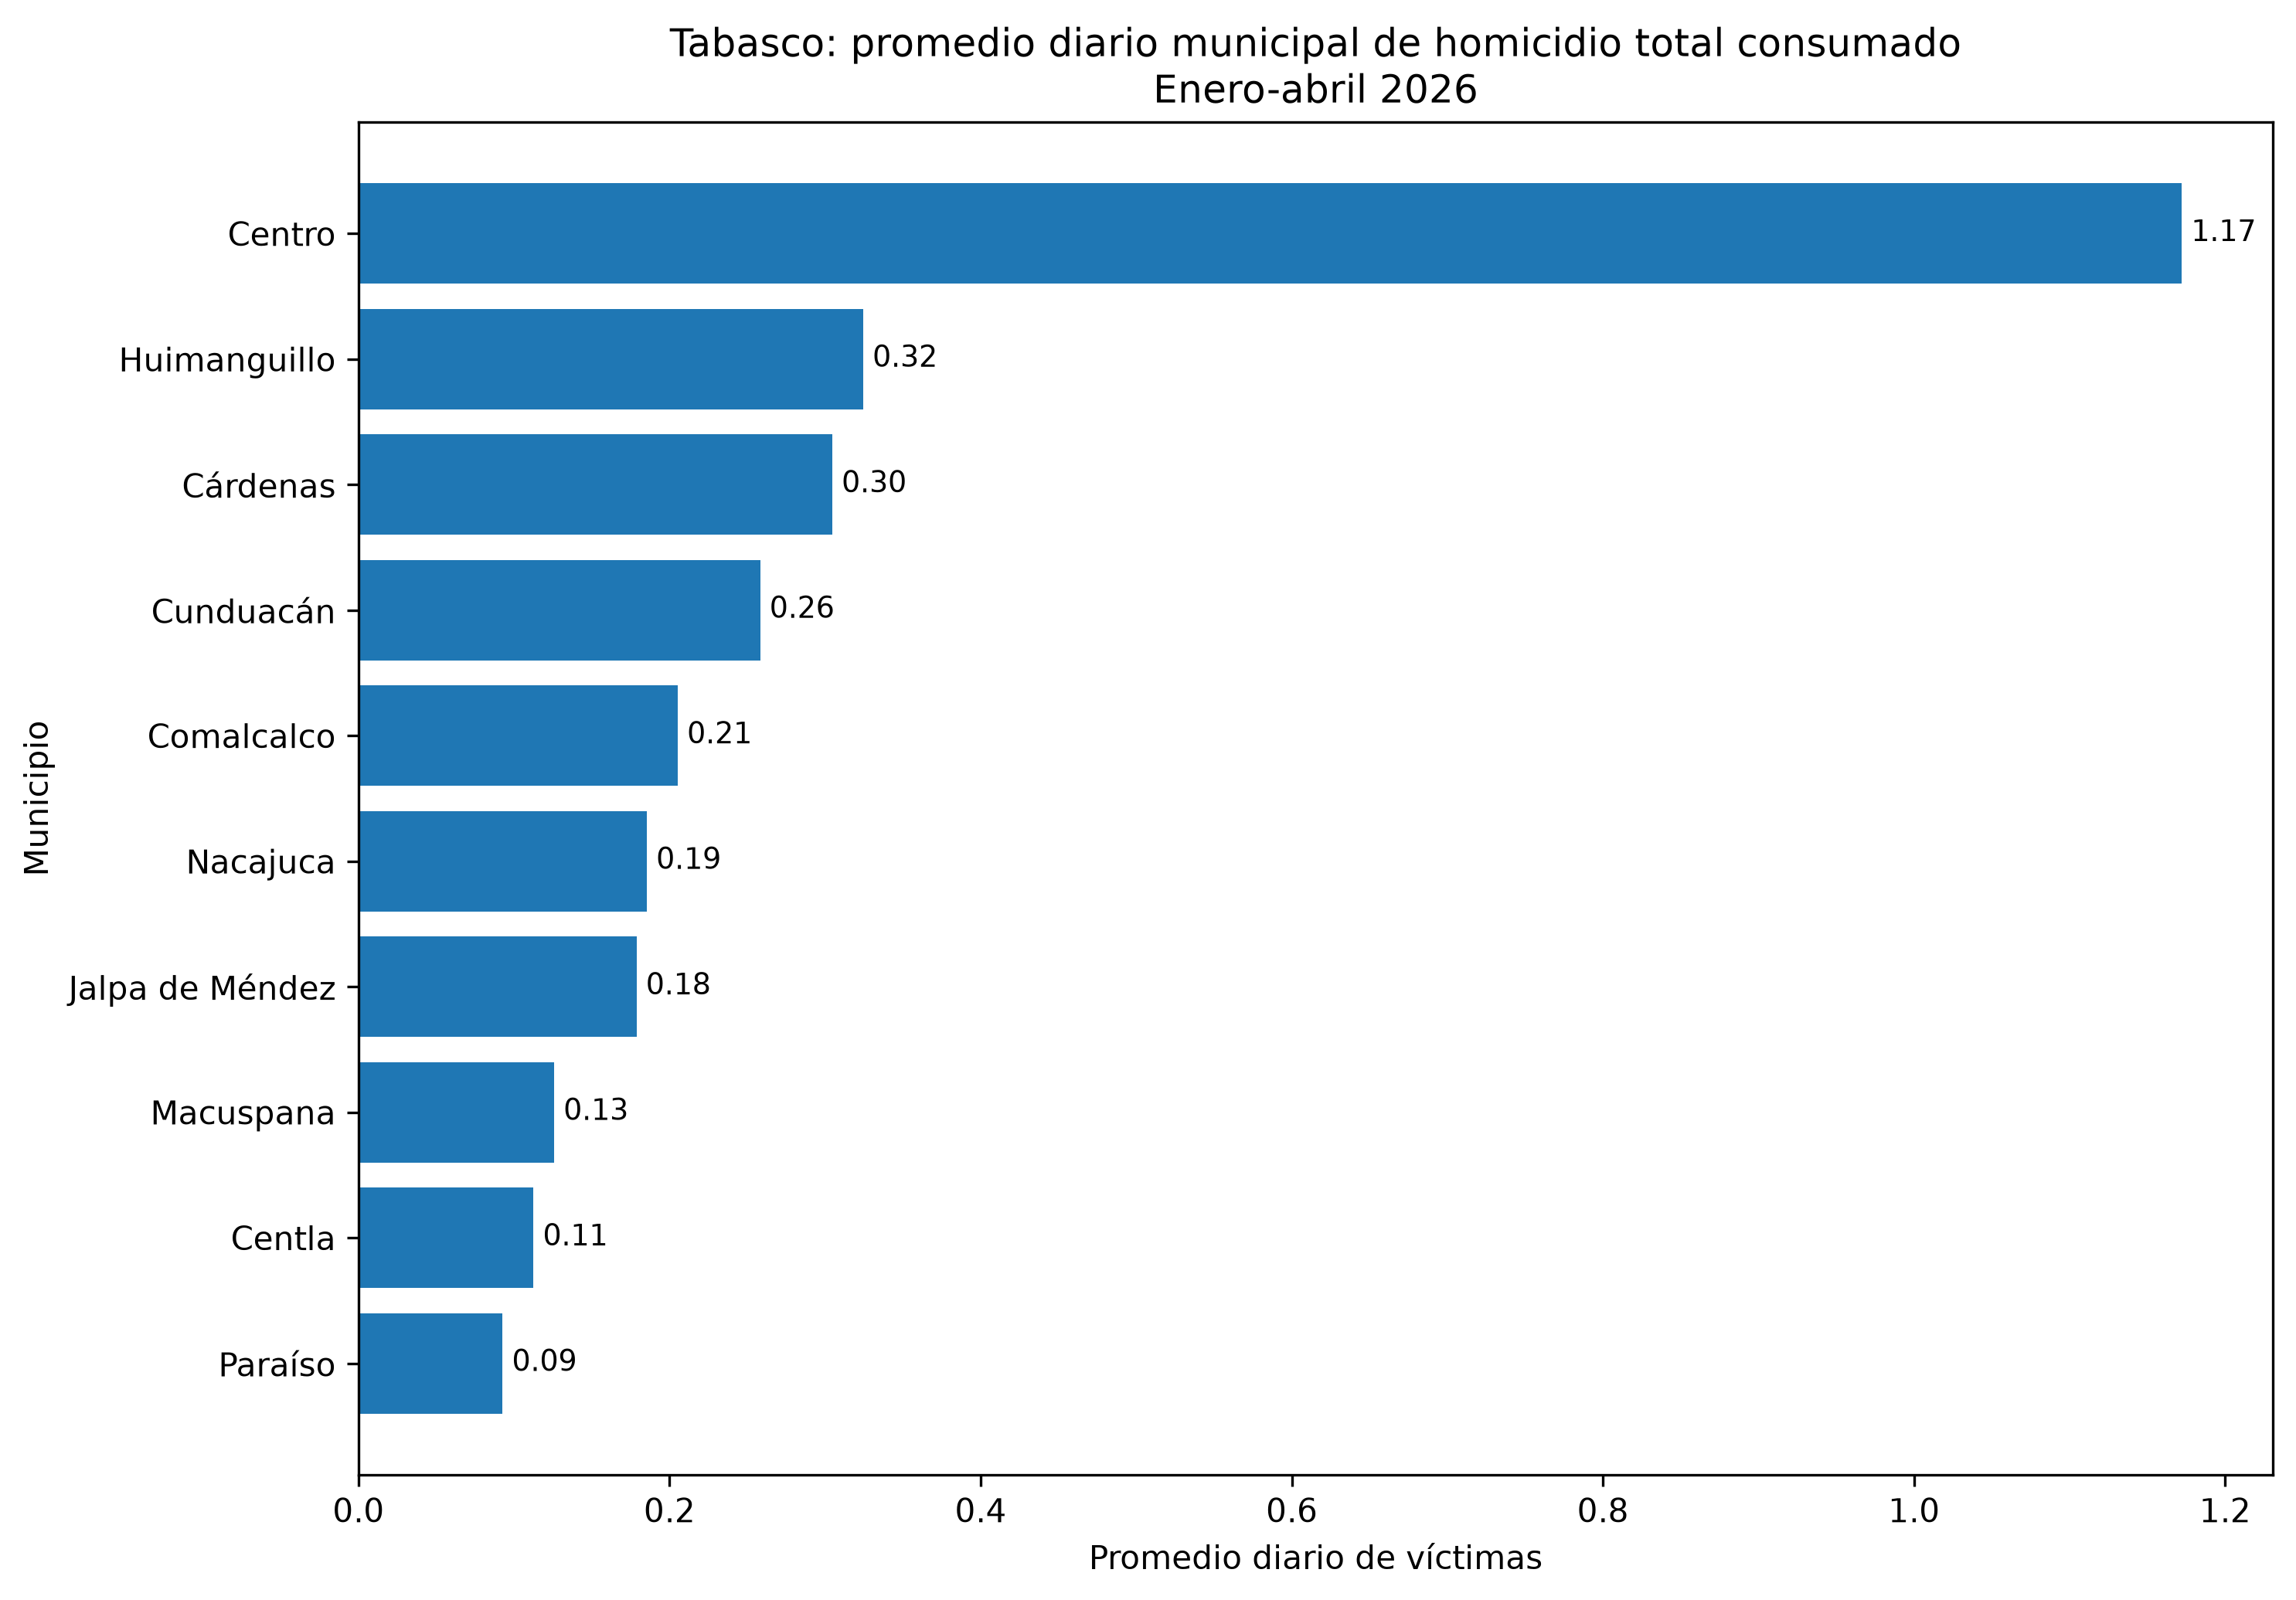 Tabasco: promedio diario municipal de homicidio total consumado
Enero-abril 2026
Municipio
Centro 1.17
Huimanguillo 0.32
Cárdenas 0.30
Cunduacán 0.26
Comalcalco 0.21
Nacajuca 0.19
Jalpa de Méndez 0.18
Macuspana 0.13
Centla 0.11
Paraíso 0.09
0.0 0.2 0.4 0.6 0.8 1.0 1.2
Promedio diario de víctimas